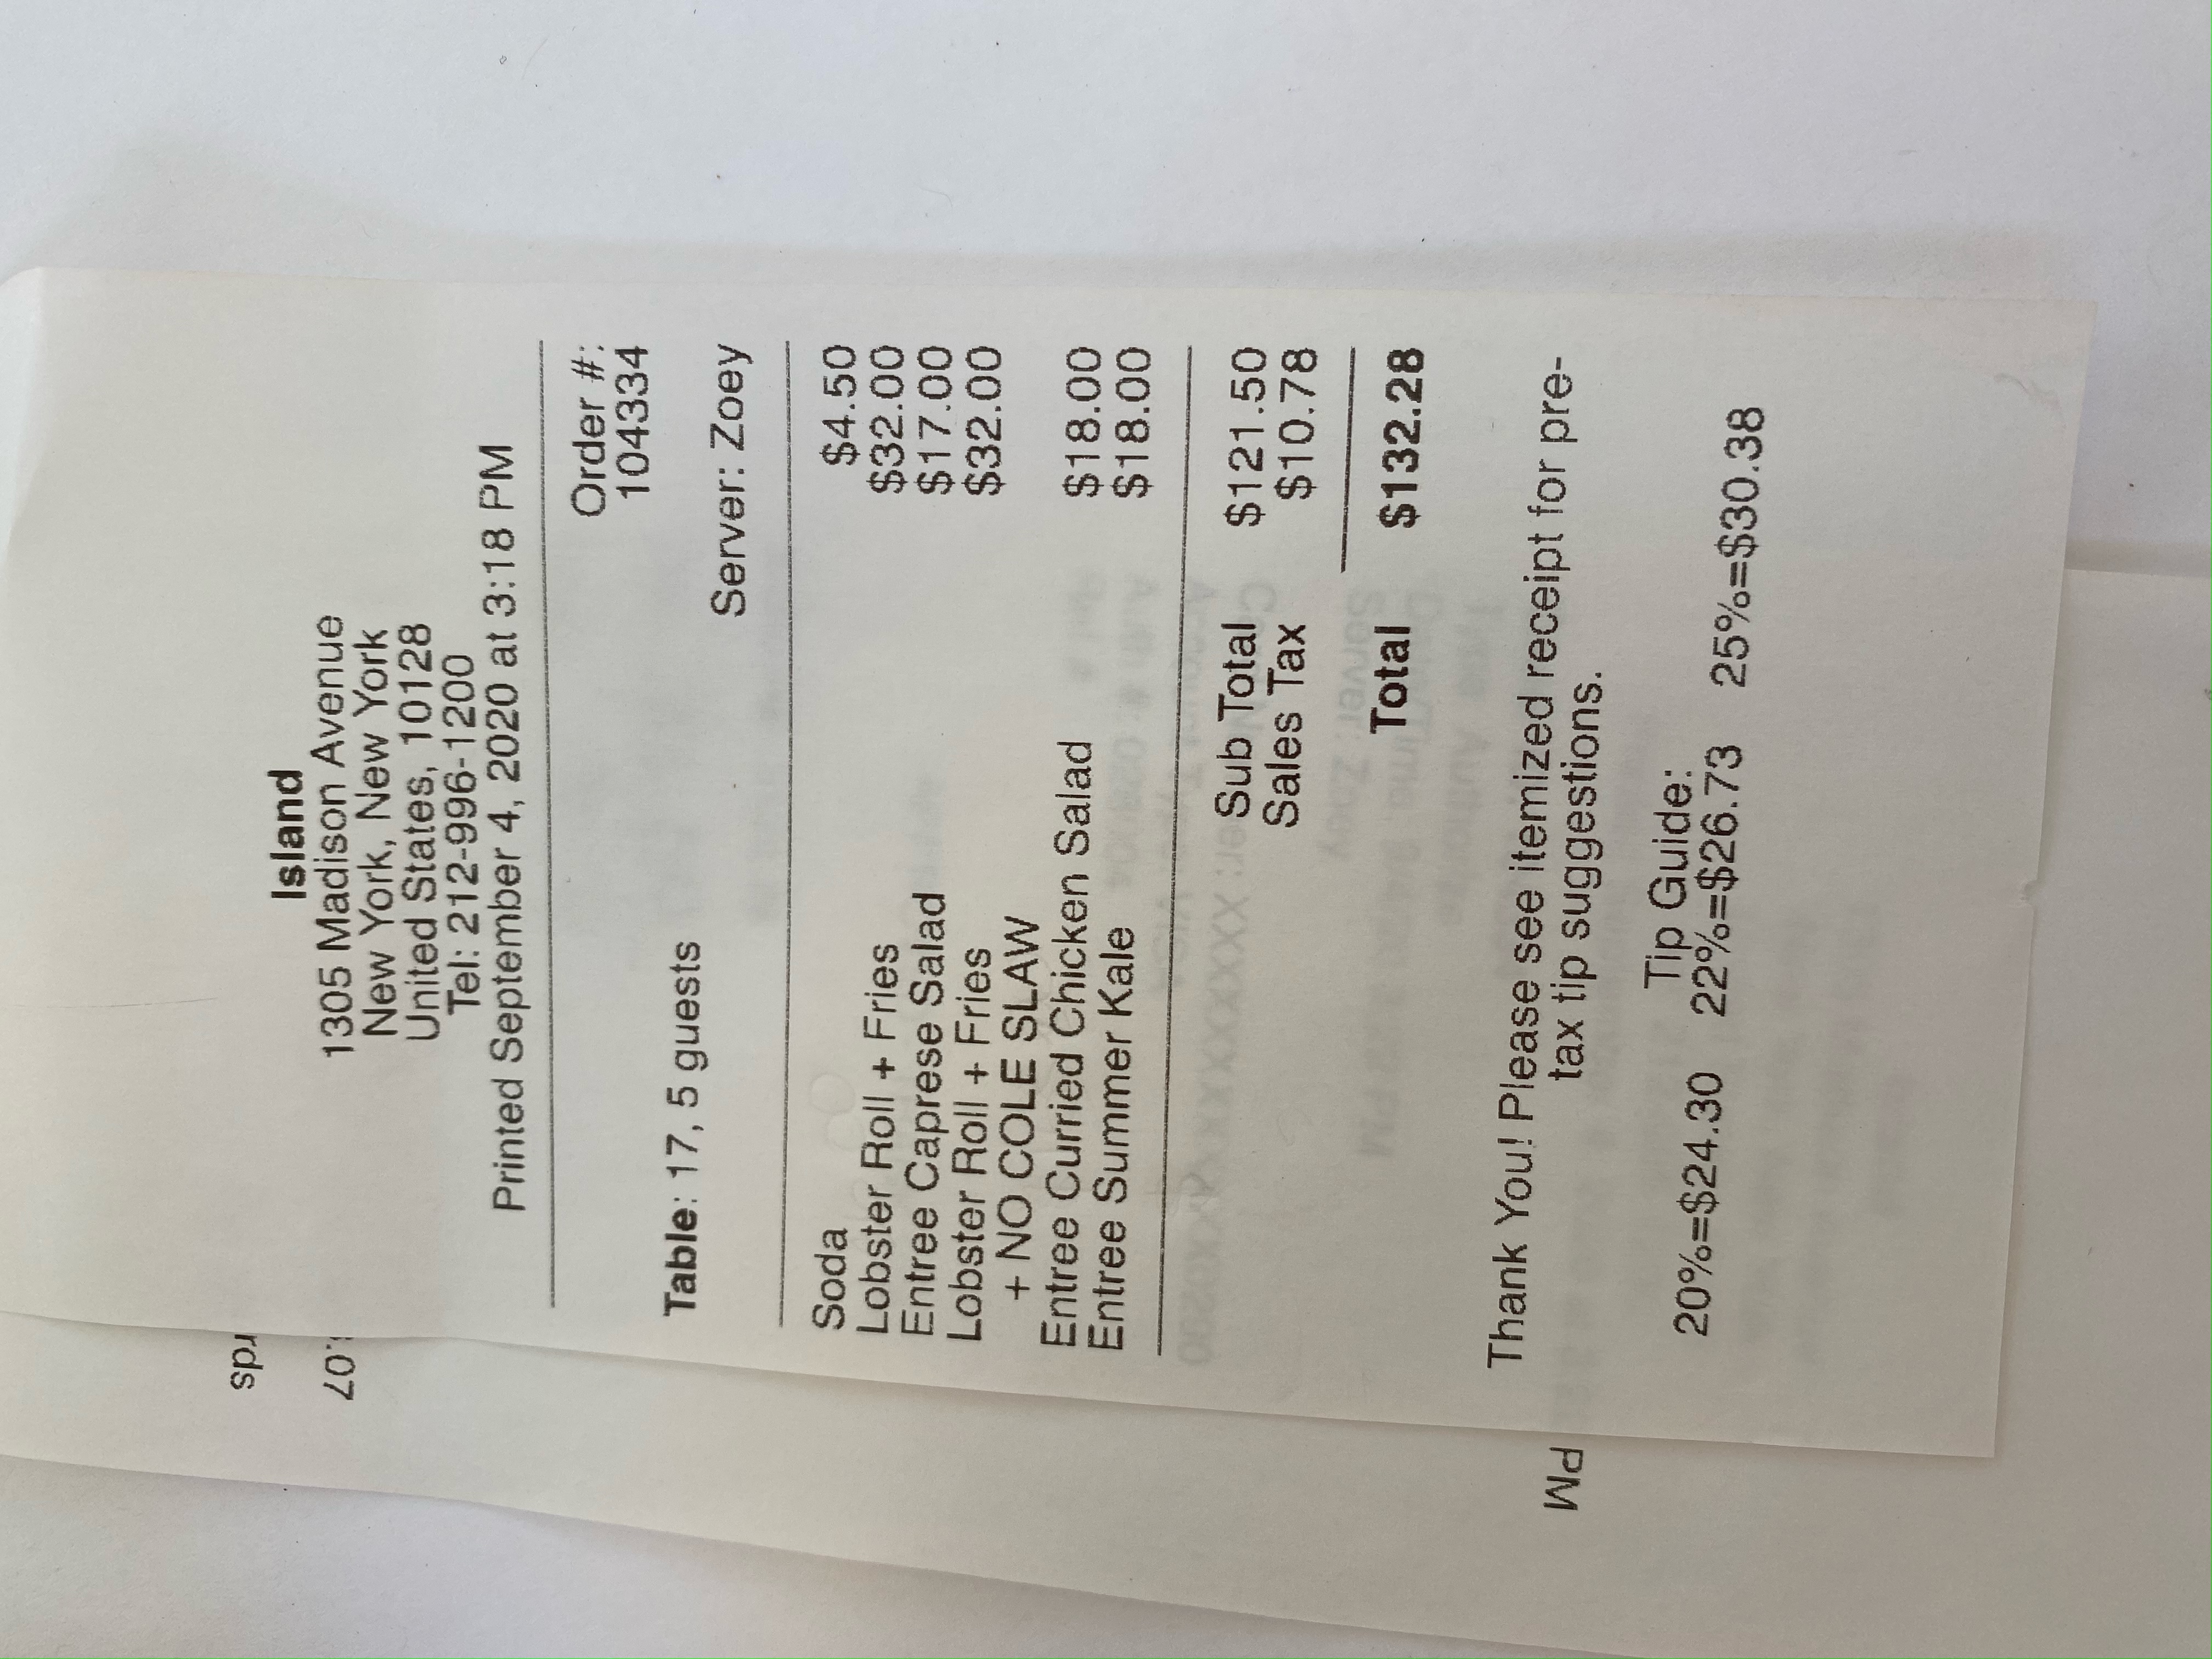 rds
.07
Island
1305 Madison Avenue
New York, New York
United States, 10128
Tel: 212-996-1200
Printed September 4, 2020 at 3:18 PM
Order #:
104334
Table: 17, 5 guests
Server: Zoey
Soda $4.50
Lobster Roll + Fries $32.00
Entree Caprese Salad $17.00
Lobster Roll + Fries $32.00
+ NO COLE SLAW
Entree Curried Chicken Salad $18.00
Entree Summer Kale $18.00
Sub Total $121.50
Sales Tax $10.78
Total $132.28
Thank You! Please see itemized receipt for pre-
tax tip suggestions.
PM
Tip Guide:
20%=$24.30 22%=$26.73 25%=$30.38